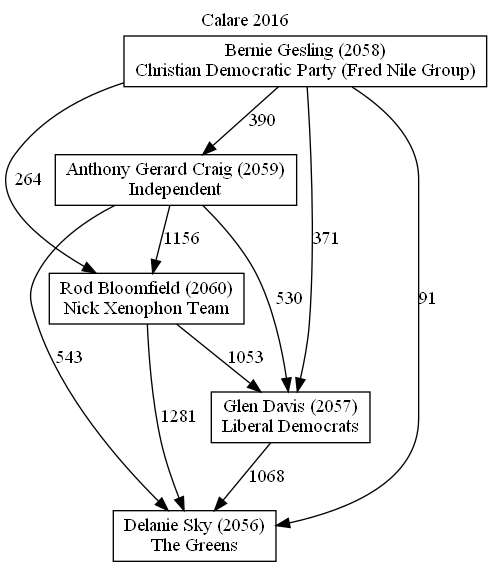 Calare 2016
Bernie Gesling (2058)
Christian Democratic Party (Fred Nile Group)
390
Anthony Gerard Craig (2059)
Independent
264
1156
371
91
Rod Bloomfield (2060)
Nick Xenophon Team
530
543
1053
Glen Davis (2057)
Liberal Democrats
1281
1068
Delanie Sky (2056)
The Greens